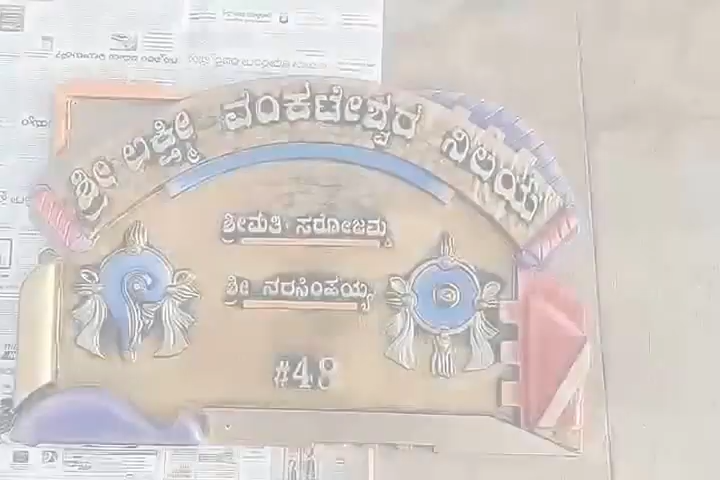 ಶ್ರೀ ಲಕ್ಷ್ಮೀ ವೆಂಕಟೇಶ್ವರ ನಿಲಯ
ಶ್ರೀಮತಿ ಸರೋಜಮ್ಮ
ಶ್ರೀ ನರಸಿಂಹಯ್ಯ
#48